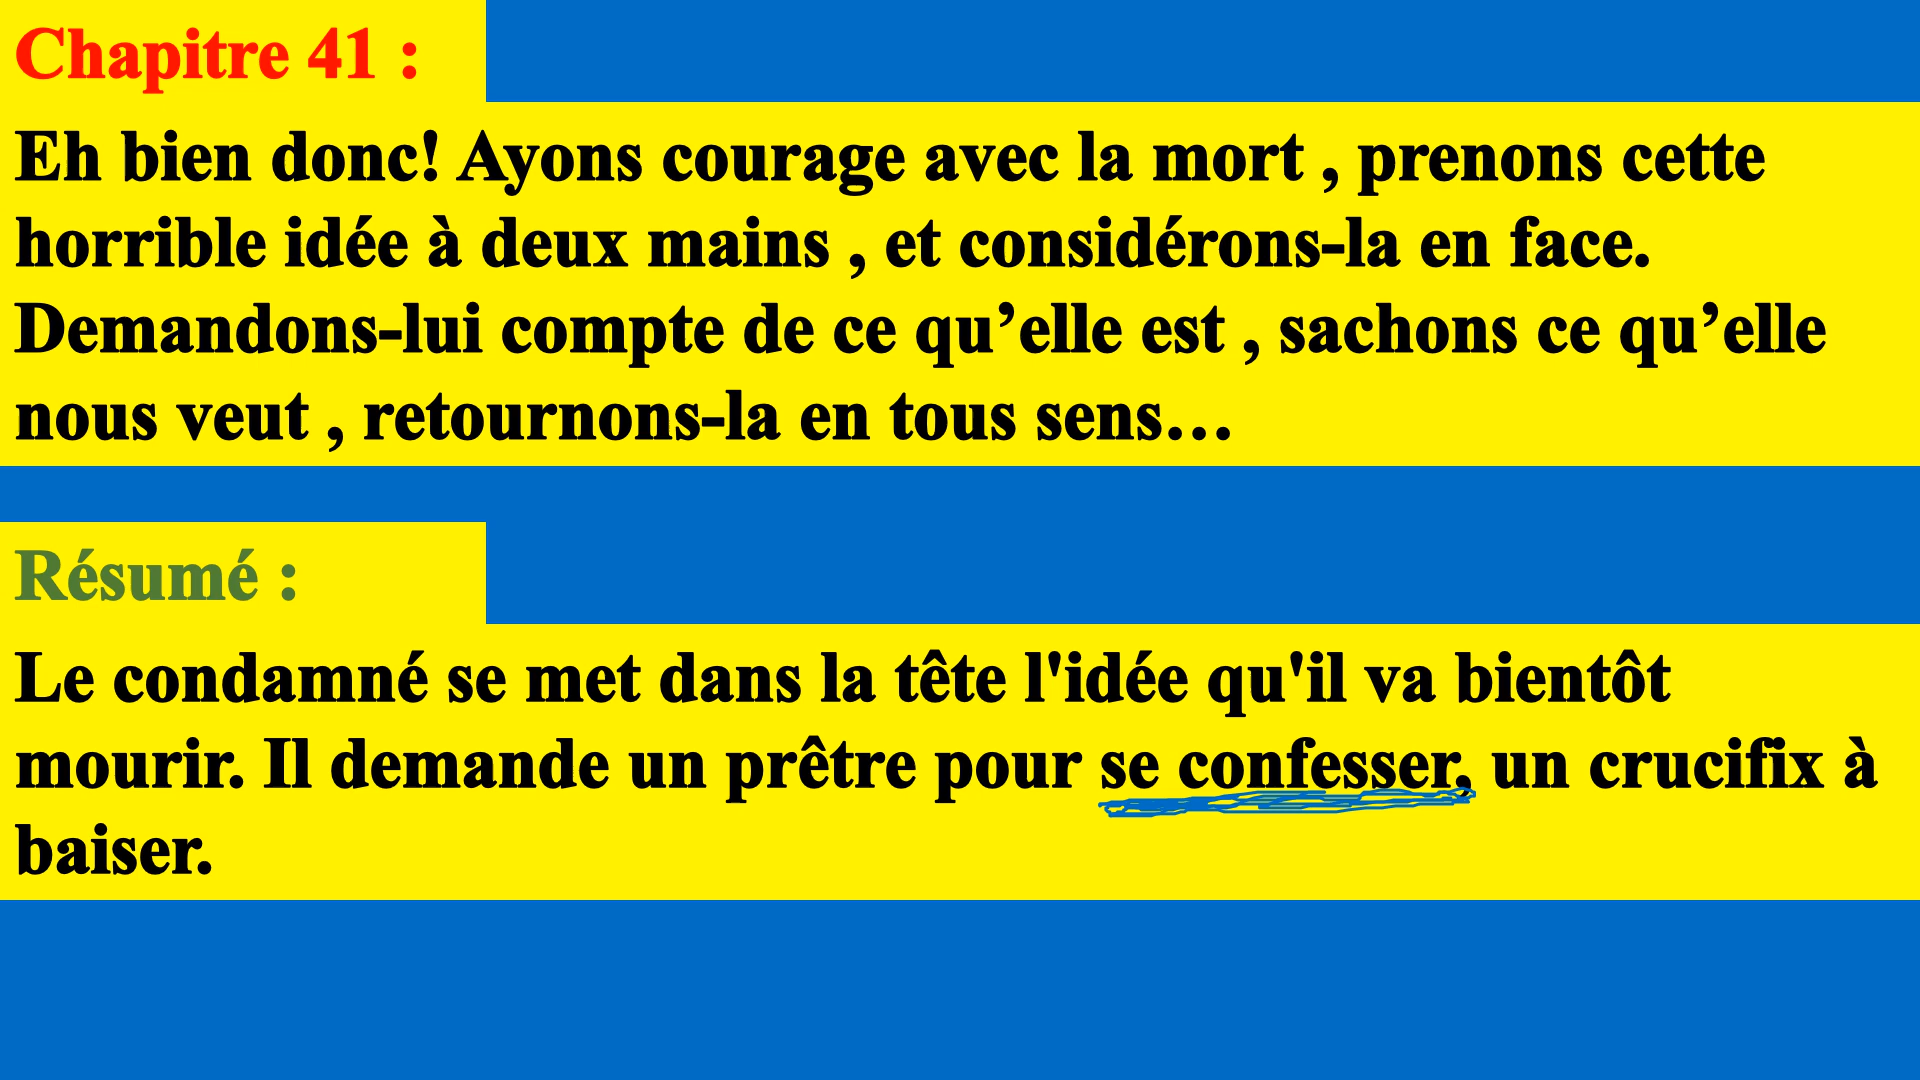 Chapitre 41 :
Eh bien donc! Ayons courage avec la mort , prenons cette
horrible idée à deux mains , et considérons-la en face.
Demandons-lui compte de ce qu’elle est , sachons ce qu’elle
nous veut , retournons-la en tous sens…
Résumé :
Le condamné se met dans la tête l'idée qu'il va bientôt
mourir. Il demande un prêtre pour se confesser, un crucifix à
baiser.